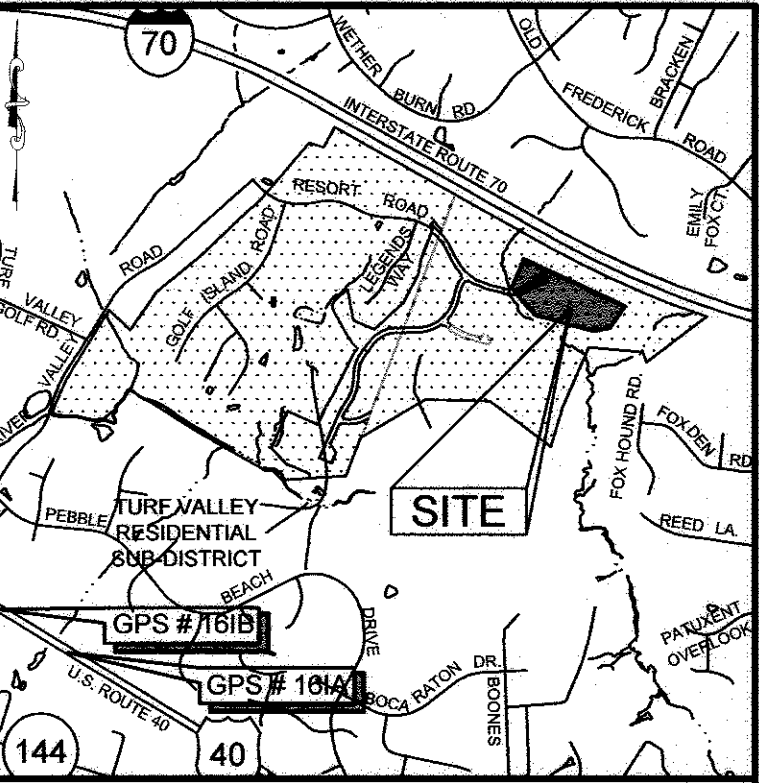 70
WETHER
BURN RD
OLD
FREDERICK
ROAD
BRACKEN
INTERSTATE ROUTE 70
EMILY
FOX CT.
RESORT
ROAD
ROAD
GOLF ISLAND ROAD
LEGENDS
WAY
TURF
VALLEY
GOLF RD.
VALLEY
SITE
FOX HOUND RD.
FOX DEN
RD
REED LA.
PEBBLE
BEACH
DRIVE
TURF VALLEY
RESIDENTIAL
SUB-DISTRICT
GPS # 16IB
GPS # 16IA
U.S. ROUTE 40
BOCA RATON
DR.
BOONES
PATUXENT
OVERLOOK
144
40